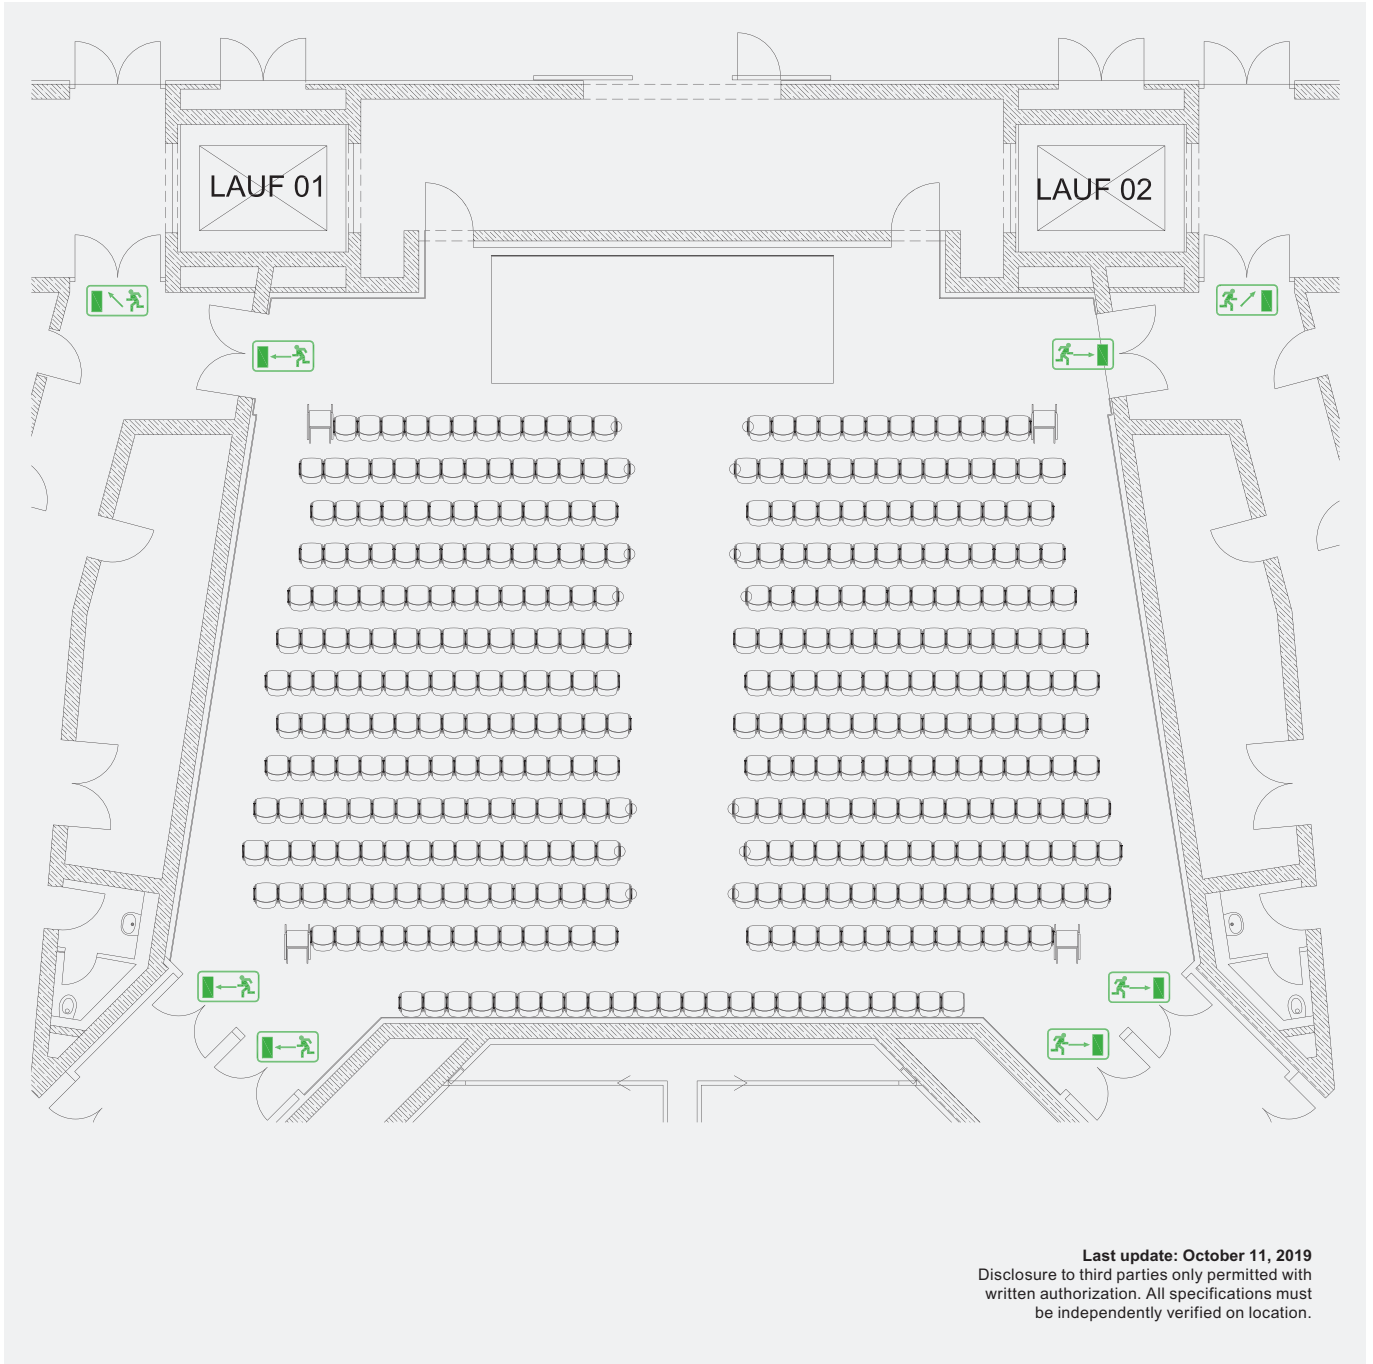 LAUF 01
LAUF 02
Last update: October 11, 2019
Disclosure to third parties only permitted with
written authorization. All specifications must
be independently verified on location.